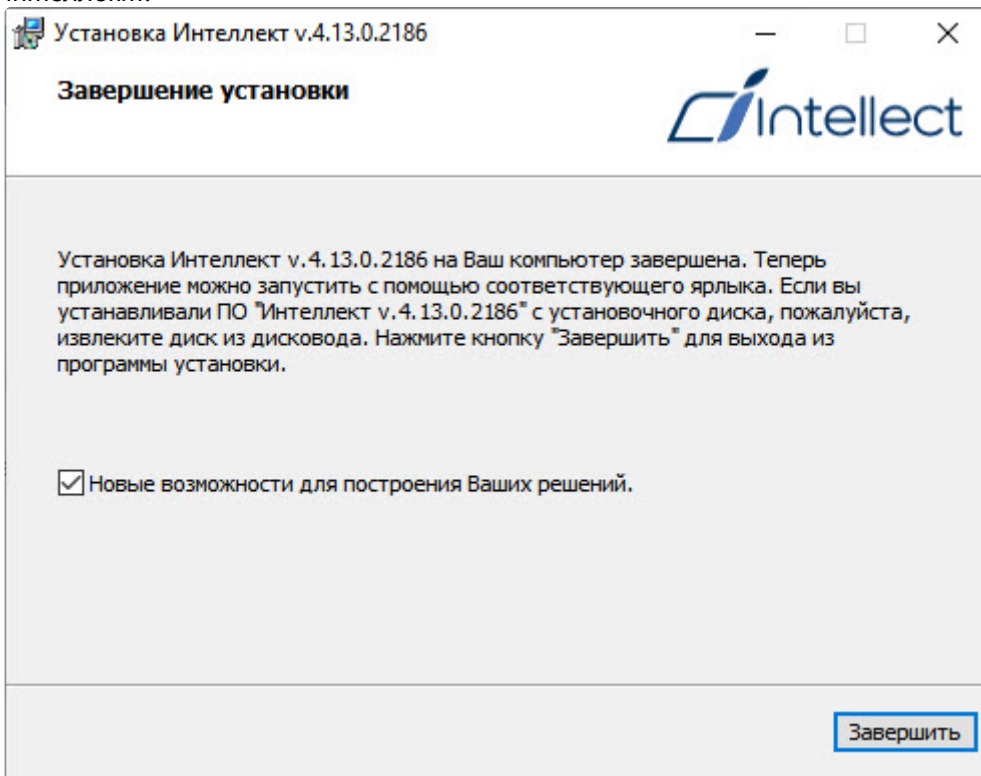 Установка Интеллект v.4.13.0.2186
Завершение установки
Intellect
Установка Интеллект v.4.13.0.2186 на Ваш компьютер завершена. Теперь
приложение можно запустить с помощью соответствующего ярлыка. Если вы
устанавливали ПО "Интеллект v.4.13.0.2186" с установочного диска, пожалуйста,
извлеките диск из дисковода. Нажмите кнопку "Завершить" для выхода из
программы установки.
Новые возможности для построения Ваших решений.
Завершить